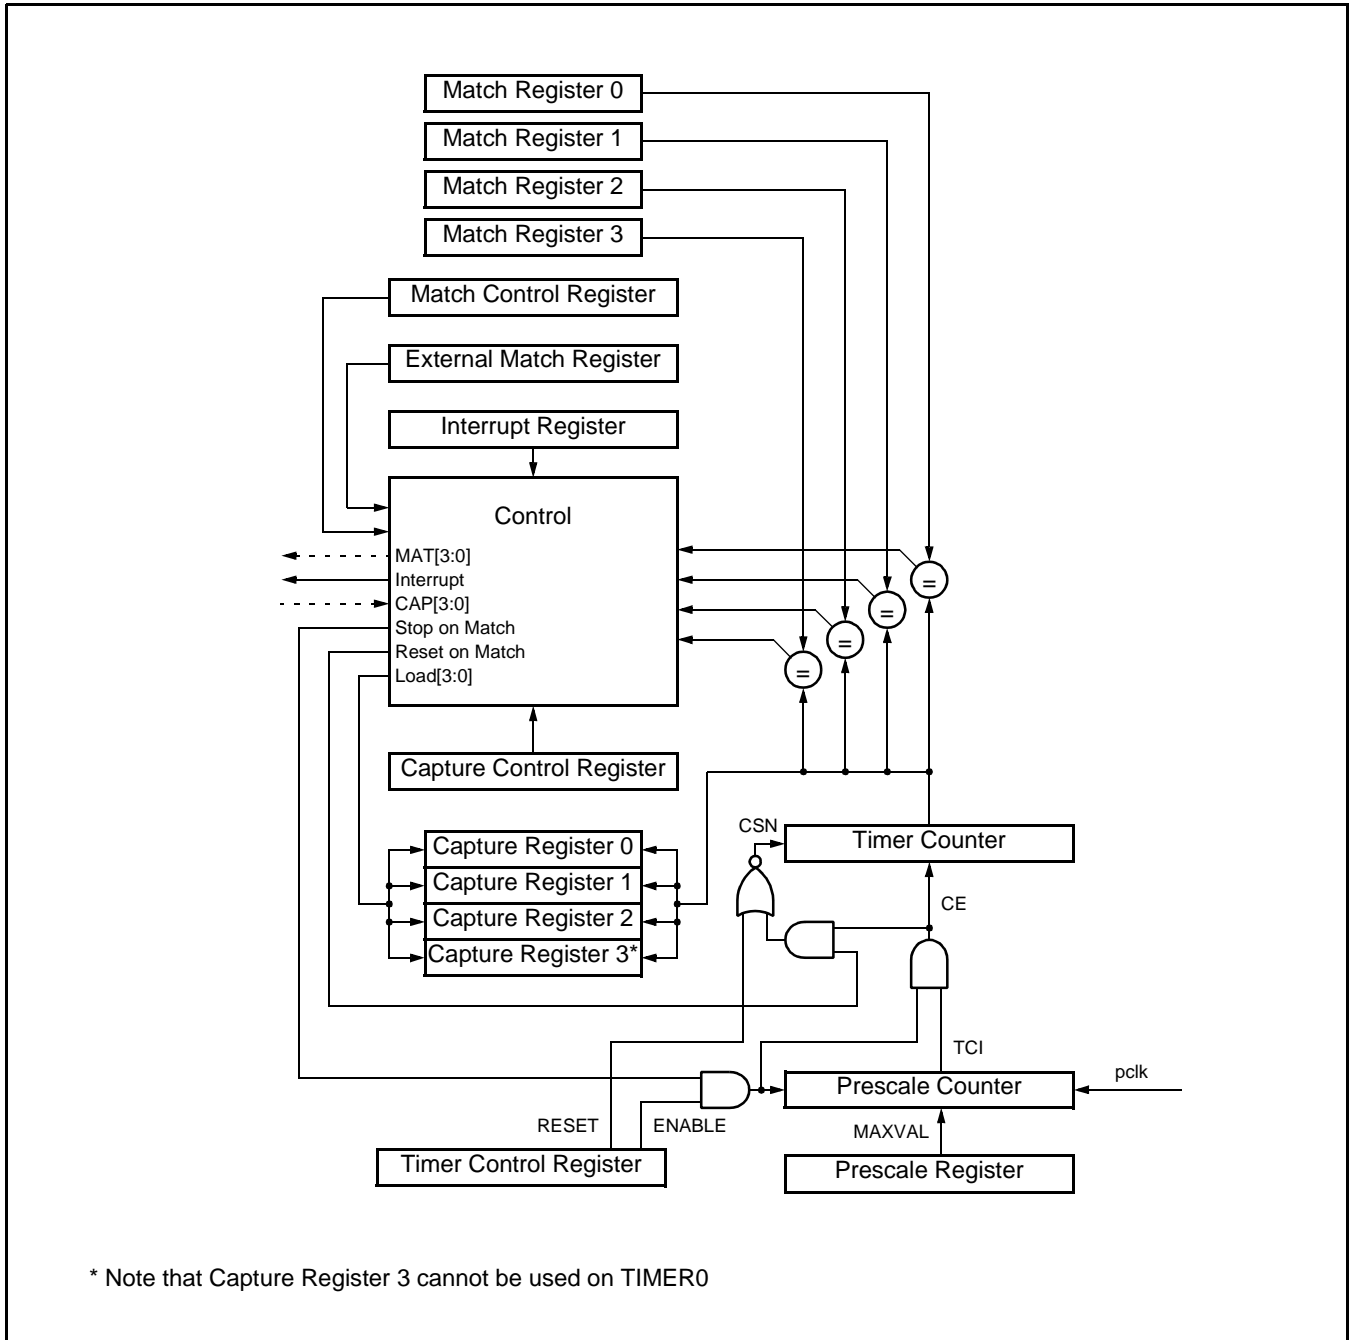 Match Register 0
Match Register 1
Match Register 2
Match Register 3
Match Control Register
External Match Register
Interrupt Register
Control
MAT[3:0]
Interrupt
CAP[3:0]
Stop on Match
Reset on Match
Load[3:0]
=
=
=
=
Capture Control Register
CSN
Timer Counter
Capture Register 0
Capture Register 1
Capture Register 2
Capture Register 3*
CE
TCI
pclk
Prescale Counter
RESET
ENABLE
MAXVAL
Timer Control Register
Prescale Register
* Note that Capture Register 3 cannot be used on TIMER0